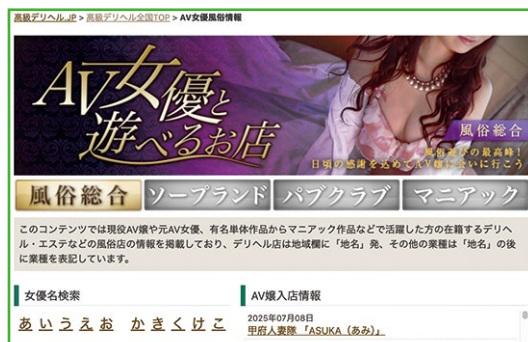 高級デリヘル.JP > 高級デリヘル全国TOP > AV女優風俗情報
AV女優と
遊べるお店
風俗総合
風俗遊びの最高峰！
日頃の感謝を込めてAV嬢に会いに行こう
風俗総合 ソープランド パブクラブ マニアック
このコンテンツでは現役AV嬢や元AV女優、有名単体作品からマニアック作品などで活躍した方の在籍するデリヘ
ル・エステなどの風俗店の情報を掲載しており、デリヘル店は地域欄に「地名」発、その他の業種は「地名」の後
に業種を表記しています。
女優名検索
あ い う え お か き く け こ
AV嬢入店情報
2025年07月08日
甲府人妻隊 「ASUKA（あみ）」